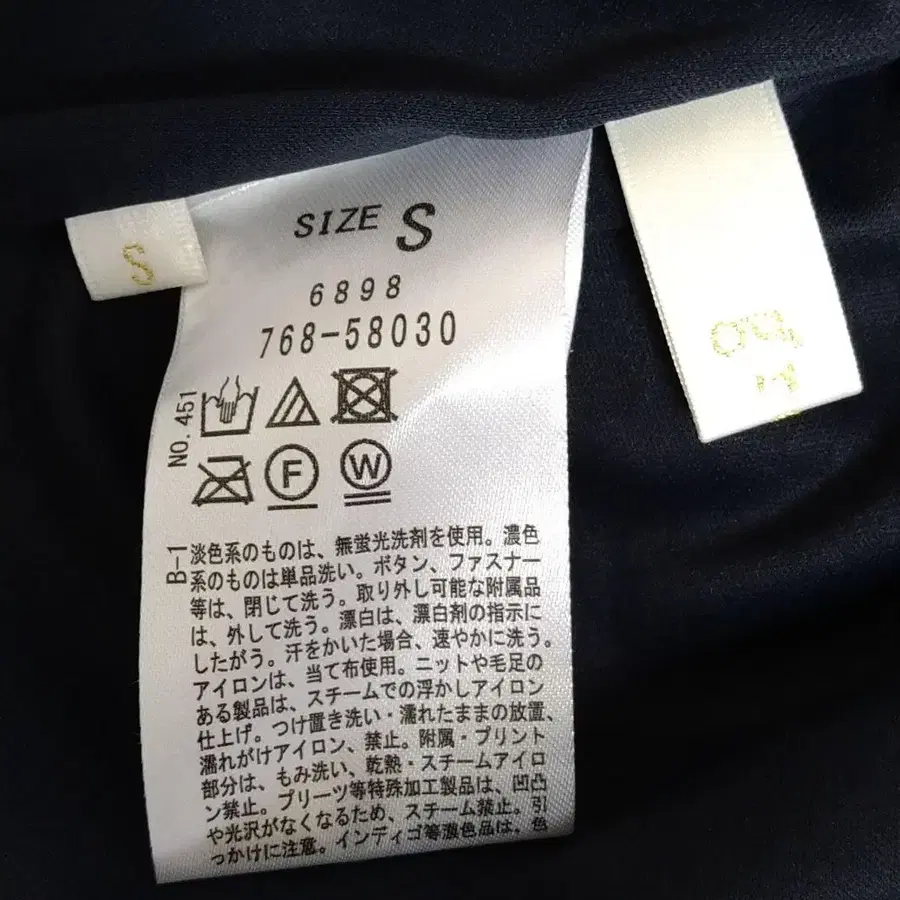 S
SIZE S
6898
768-58030
NO. 451
F
W
B-1
淡色系のものは、無蛍光洗剤を使用。濃色
系のものは単品洗い。ボタン、ファスナー
等は、閉じて洗う。取り外し可能な附属品
は、外して洗う。漂白は、漂白剤の指示に
したがう。汗をかいた場合、速やかに洗う。
アイロンは、当て布使用。ニットや毛足の
ある製品は、スチームでの浮かしアイロン
仕上げ。つけ置き洗い・濡れたままの放置、
濡れがけアイロン、禁止。附属・プリント
部分は、もみ洗い、乾熱・スチームアイロ
ン禁止。プリーツ等特殊加工製品は、凹凸
や光沢がなくなるため、スチーム禁止。引
っかけに注意。インディゴ等濃色品は、色